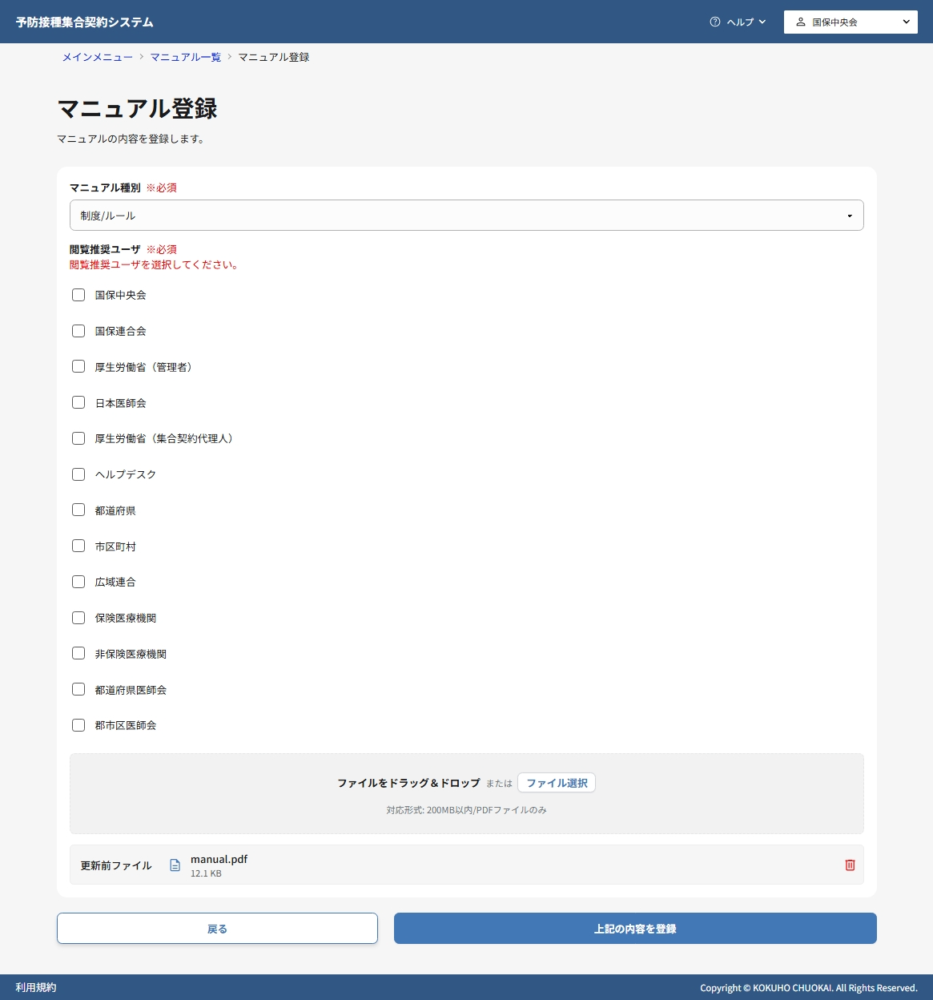 予防接種集合契約システム
ヘルプ
国保中央会
メインメニュー > マニュアル一覧 > マニュアル登録
マニュアル登録
マニュアルの内容を登録します。
マニュアル種別 ※必須
制度/ルール
閲覧推奨ユーザ ※必須
閲覧推奨ユーザを選択してください。
国保中央会
国保連合会
厚生労働省（管理者）
日本医師会
厚生労働省（集合契約代理人）
ヘルプデスク
都道府県
市区町村
広域連合
保険医療機関
非保険医療機関
都道府県医師会
郡市区医師会
ファイルをドラッグ＆ドロップ または ファイル選択
対応形式: 200MB以内/PDFファイルのみ
更新前ファイル
manual.pdf
12.1 KB
戻る
上記の内容を登録
利用規約
Copyright © KOKUHO CHUOKAI. All Rights Reserved.